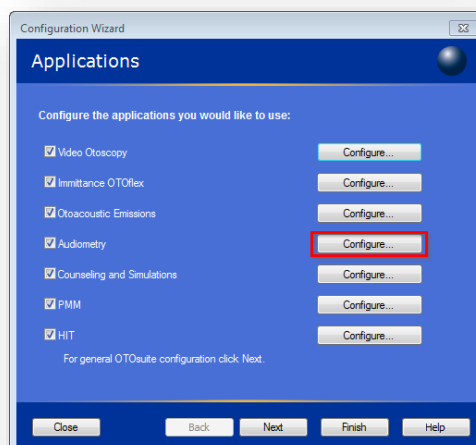 Configuration Wizard
Applications
Configure the applications you would like to use:
Video Otoscopy Configure...
Immittance OTOflex Configure...
Otoacoustic Emissions Configure...
Audiometry Configure...
Counseling and Simulations Configure...
PMM Configure...
HIT Configure...
For general OTOsuite configuration click Next.
Close Back Next Finish Help